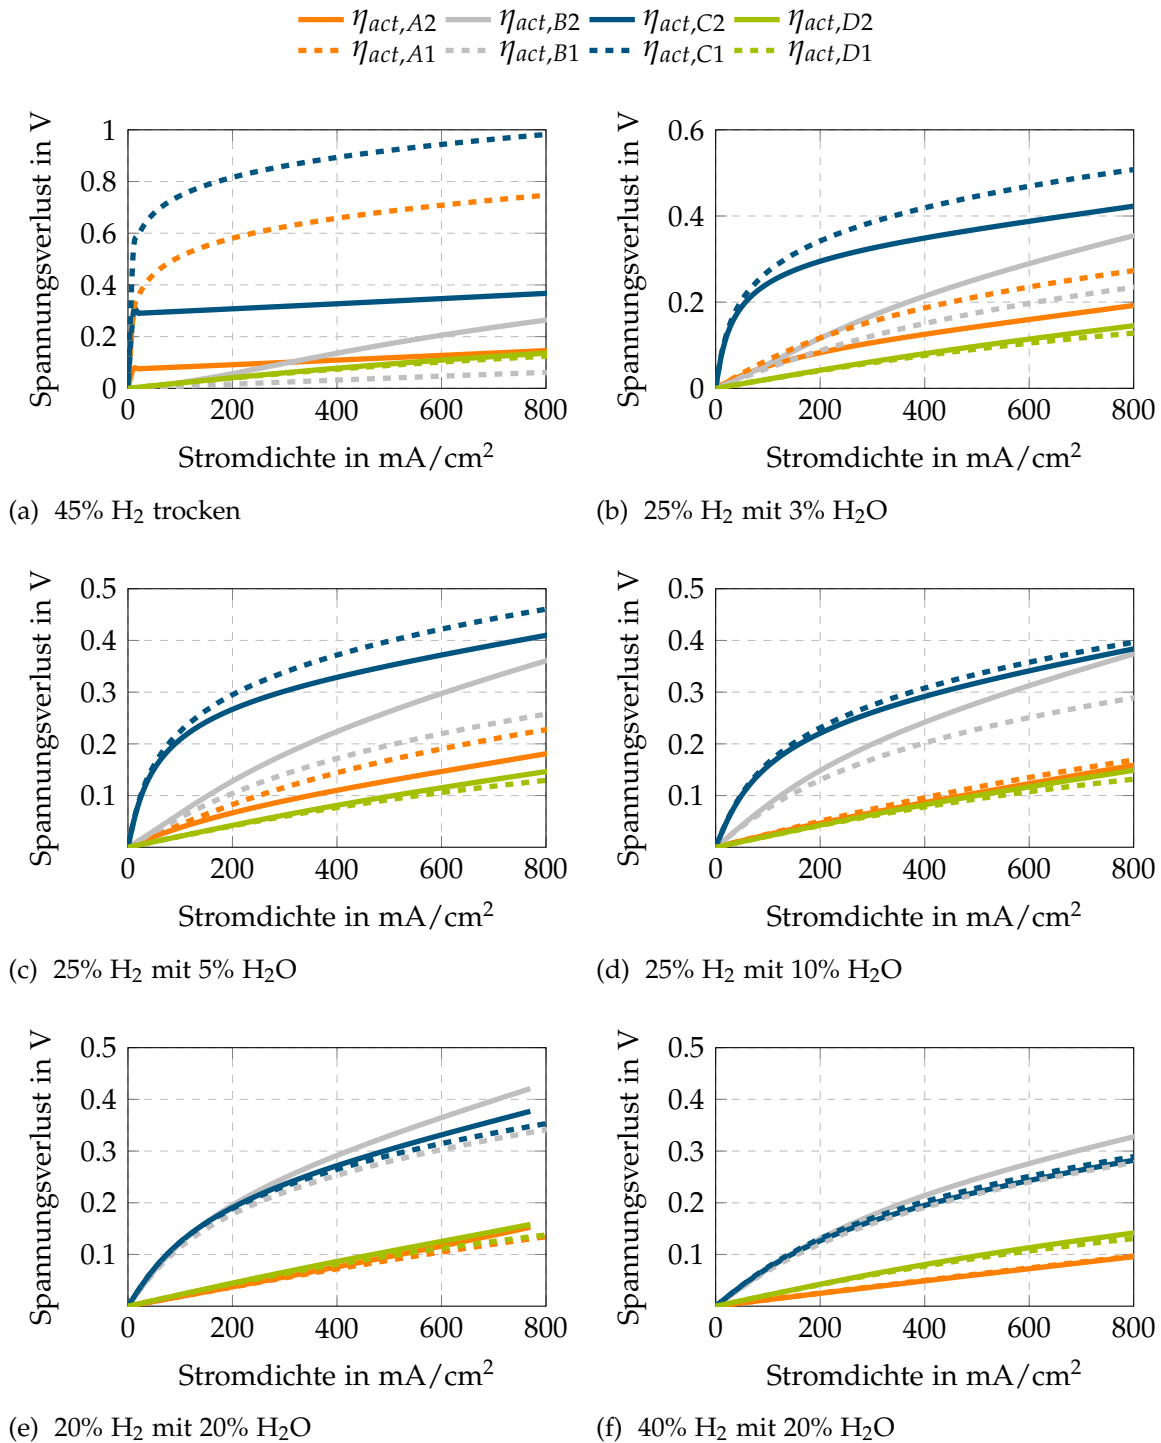 η_act,A2 η_act,B2 η_act,C2 η_act,D2
η_act,A1 η_act,B1 η_act,C1 η_act,D1
Spannungsverlust in V
1
0.8
0.6
0.4
0.2
0
0 200 400 600 800
Stromdichte in mA/cm²
(a) 45% H₂ trocken
Spannungsverlust in V
0.6
0.4
0.2
0
0 200 400 600 800
Stromdichte in mA/cm²
(b) 25% H₂ mit 3% H₂O
Spannungsverlust in V
0.5
0.4
0.3
0.2
0.1
0 200 400 600 800
Stromdichte in mA/cm²
(c) 25% H₂ mit 5% H₂O
Spannungsverlust in V
0.5
0.4
0.3
0.2
0.1
0 200 400 600 800
Stromdichte in mA/cm²
(d) 25% H₂ mit 10% H₂O
Spannungsverlust in V
0.5
0.4
0.3
0.2
0.1
0 200 400 600 800
Stromdichte in mA/cm²
(e) 20% H₂ mit 20% H₂O
Spannungsverlust in V
0.5
0.4
0.3
0.2
0.1
0 200 400 600 800
Stromdichte in mA/cm²
(f) 40% H₂ mit 20% H₂O